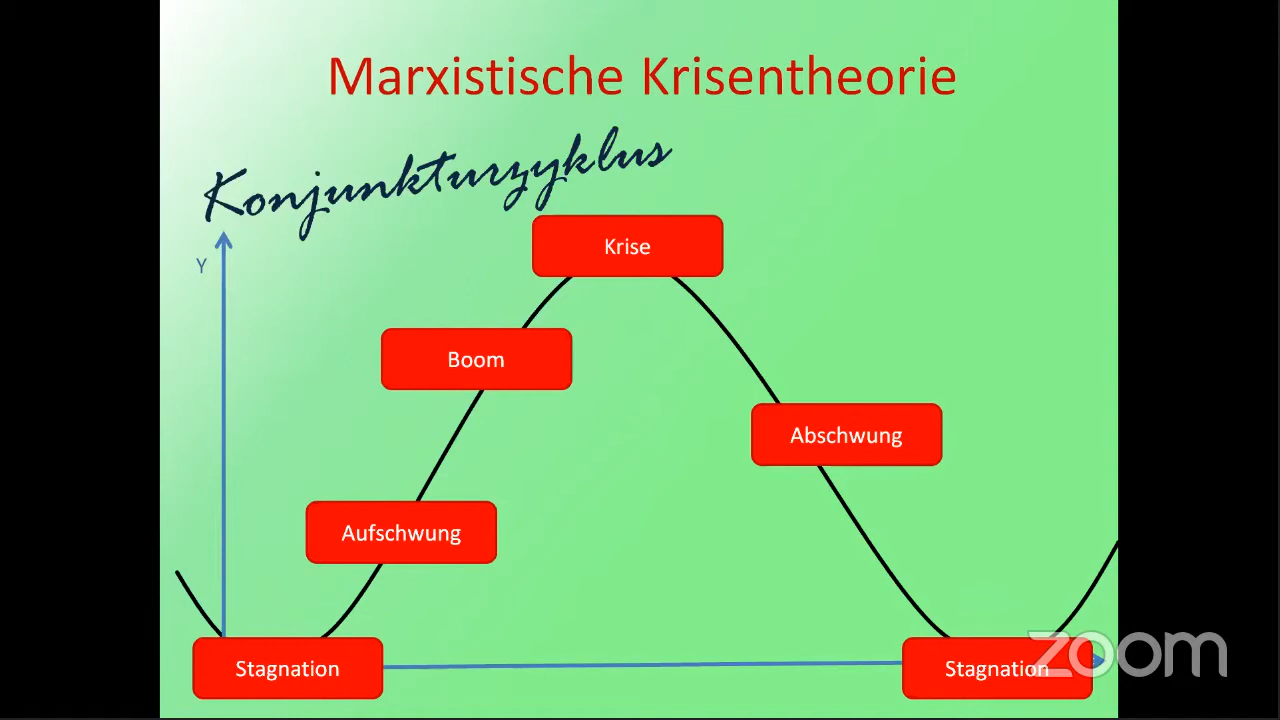 Marxistische Krisentheorie
Konjunkturzyklus
Y
Krise
Boom
Abschwung
Aufschwung
Stagnation
Stagnation
zoom